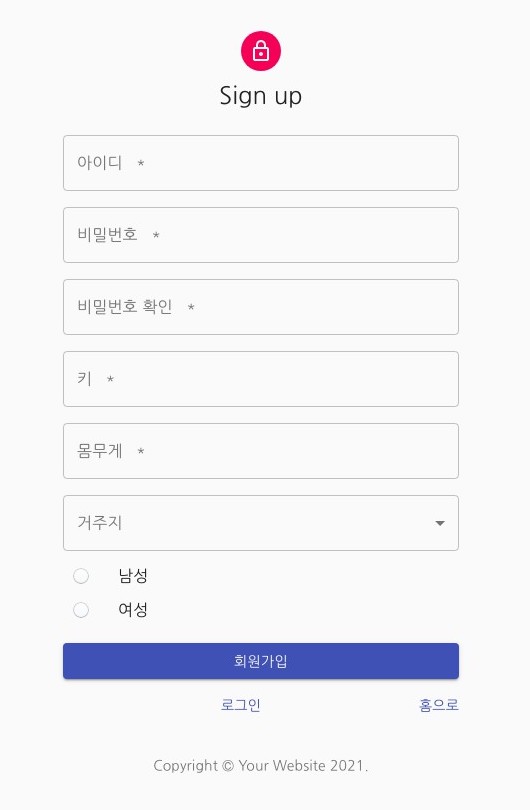 Sign up
아이디 *
비밀번호 *
비밀번호 확인 *
키 *
몸무게 *
거주지
남성
여성
회원가입
로그인 홈으로
Copyright © Your Website 2021.